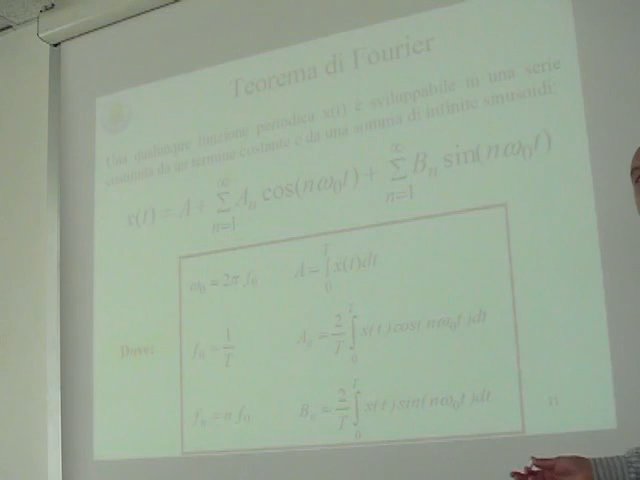 Teorema di Fourier
Una qualunque funzione periodica x(t) è sviluppabile in una serie
costituita da un termine costante e da una somma di infinite sinusoidi:
x(t) = A + ∑_{n=1}^{∞} A_n cos(nω_0 t) + ∑_{n=1}^{∞} B_n sin(nω_0 t)
ω_0 = 2π f_0   A = ∫_0^T x(t)dt
Dove:   f_0 = 1/T   A_n = 2/T ∫_0^T x(t)cos(nω_0 t)dt
f_n = n f_0   B_n = 2/T ∫_0^T x(t)sin(nω_0 t)dt